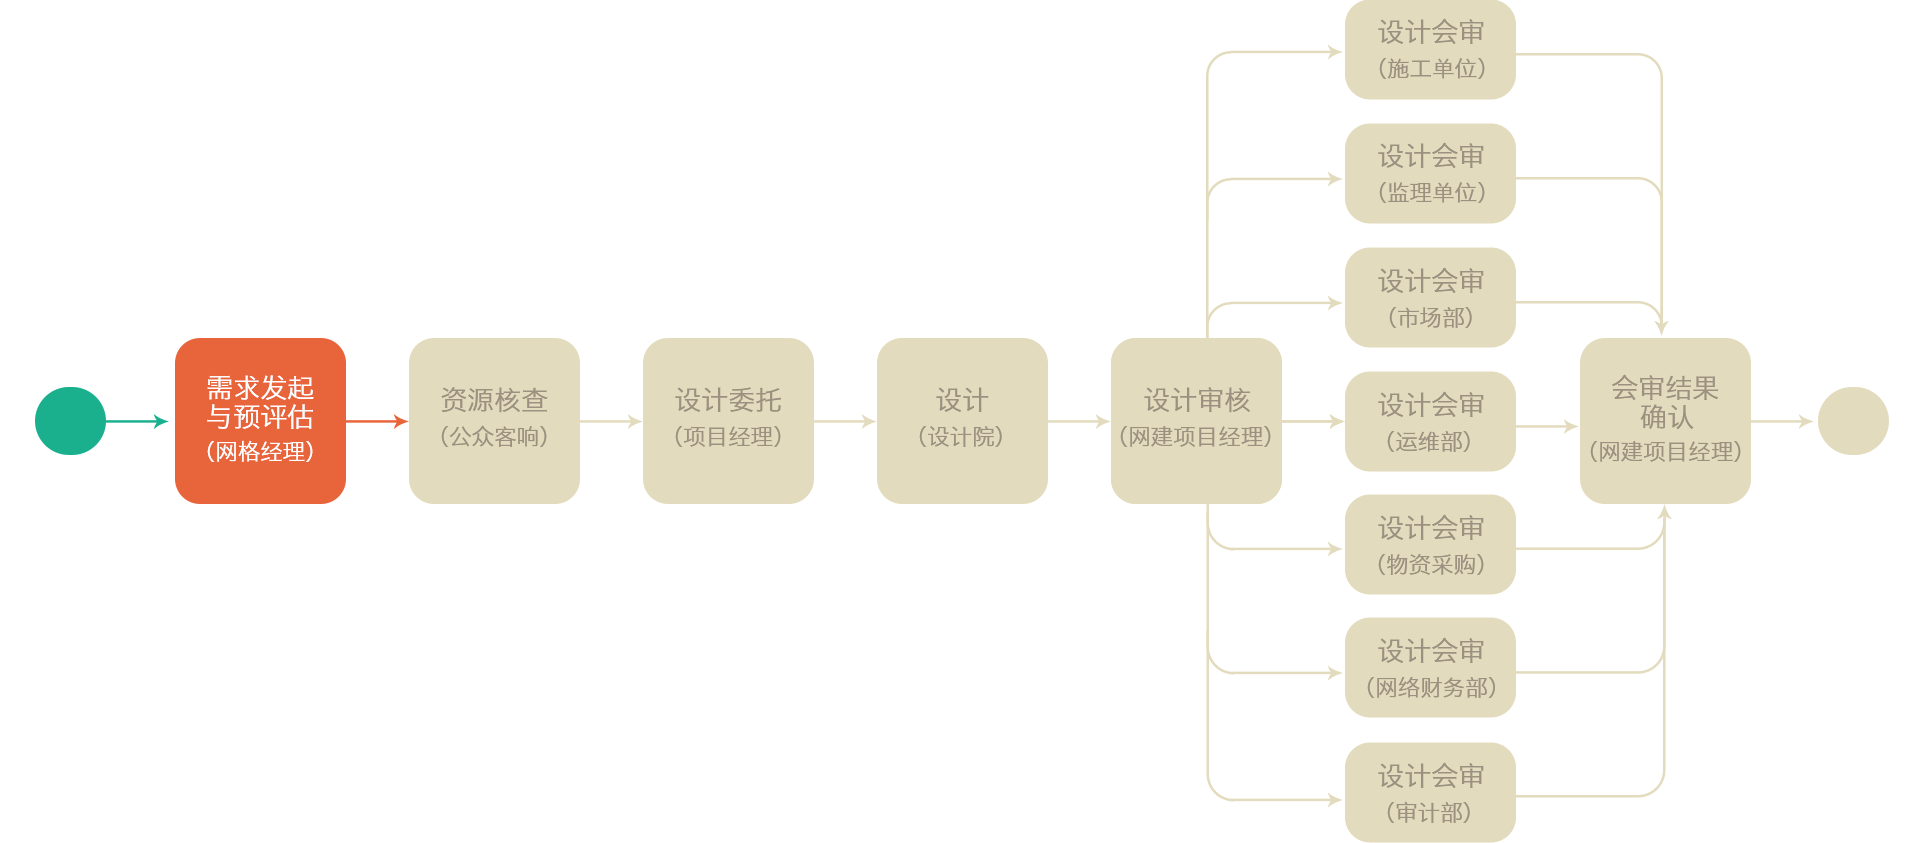 需求发起
与预评估
（网格经理）
资源核查
（公众客响）
设计委托
（项目经理）
设计
（设计院）
设计审核
（网建项目经理）
设计会审
（施工单位）
设计会审
（监理单位）
设计会审
（市场部）
设计会审
（运维部）
设计会审
（物资采购）
设计会审
（网络财务部）
设计会审
（审计部）
会审结果
确认
（网建项目经理）